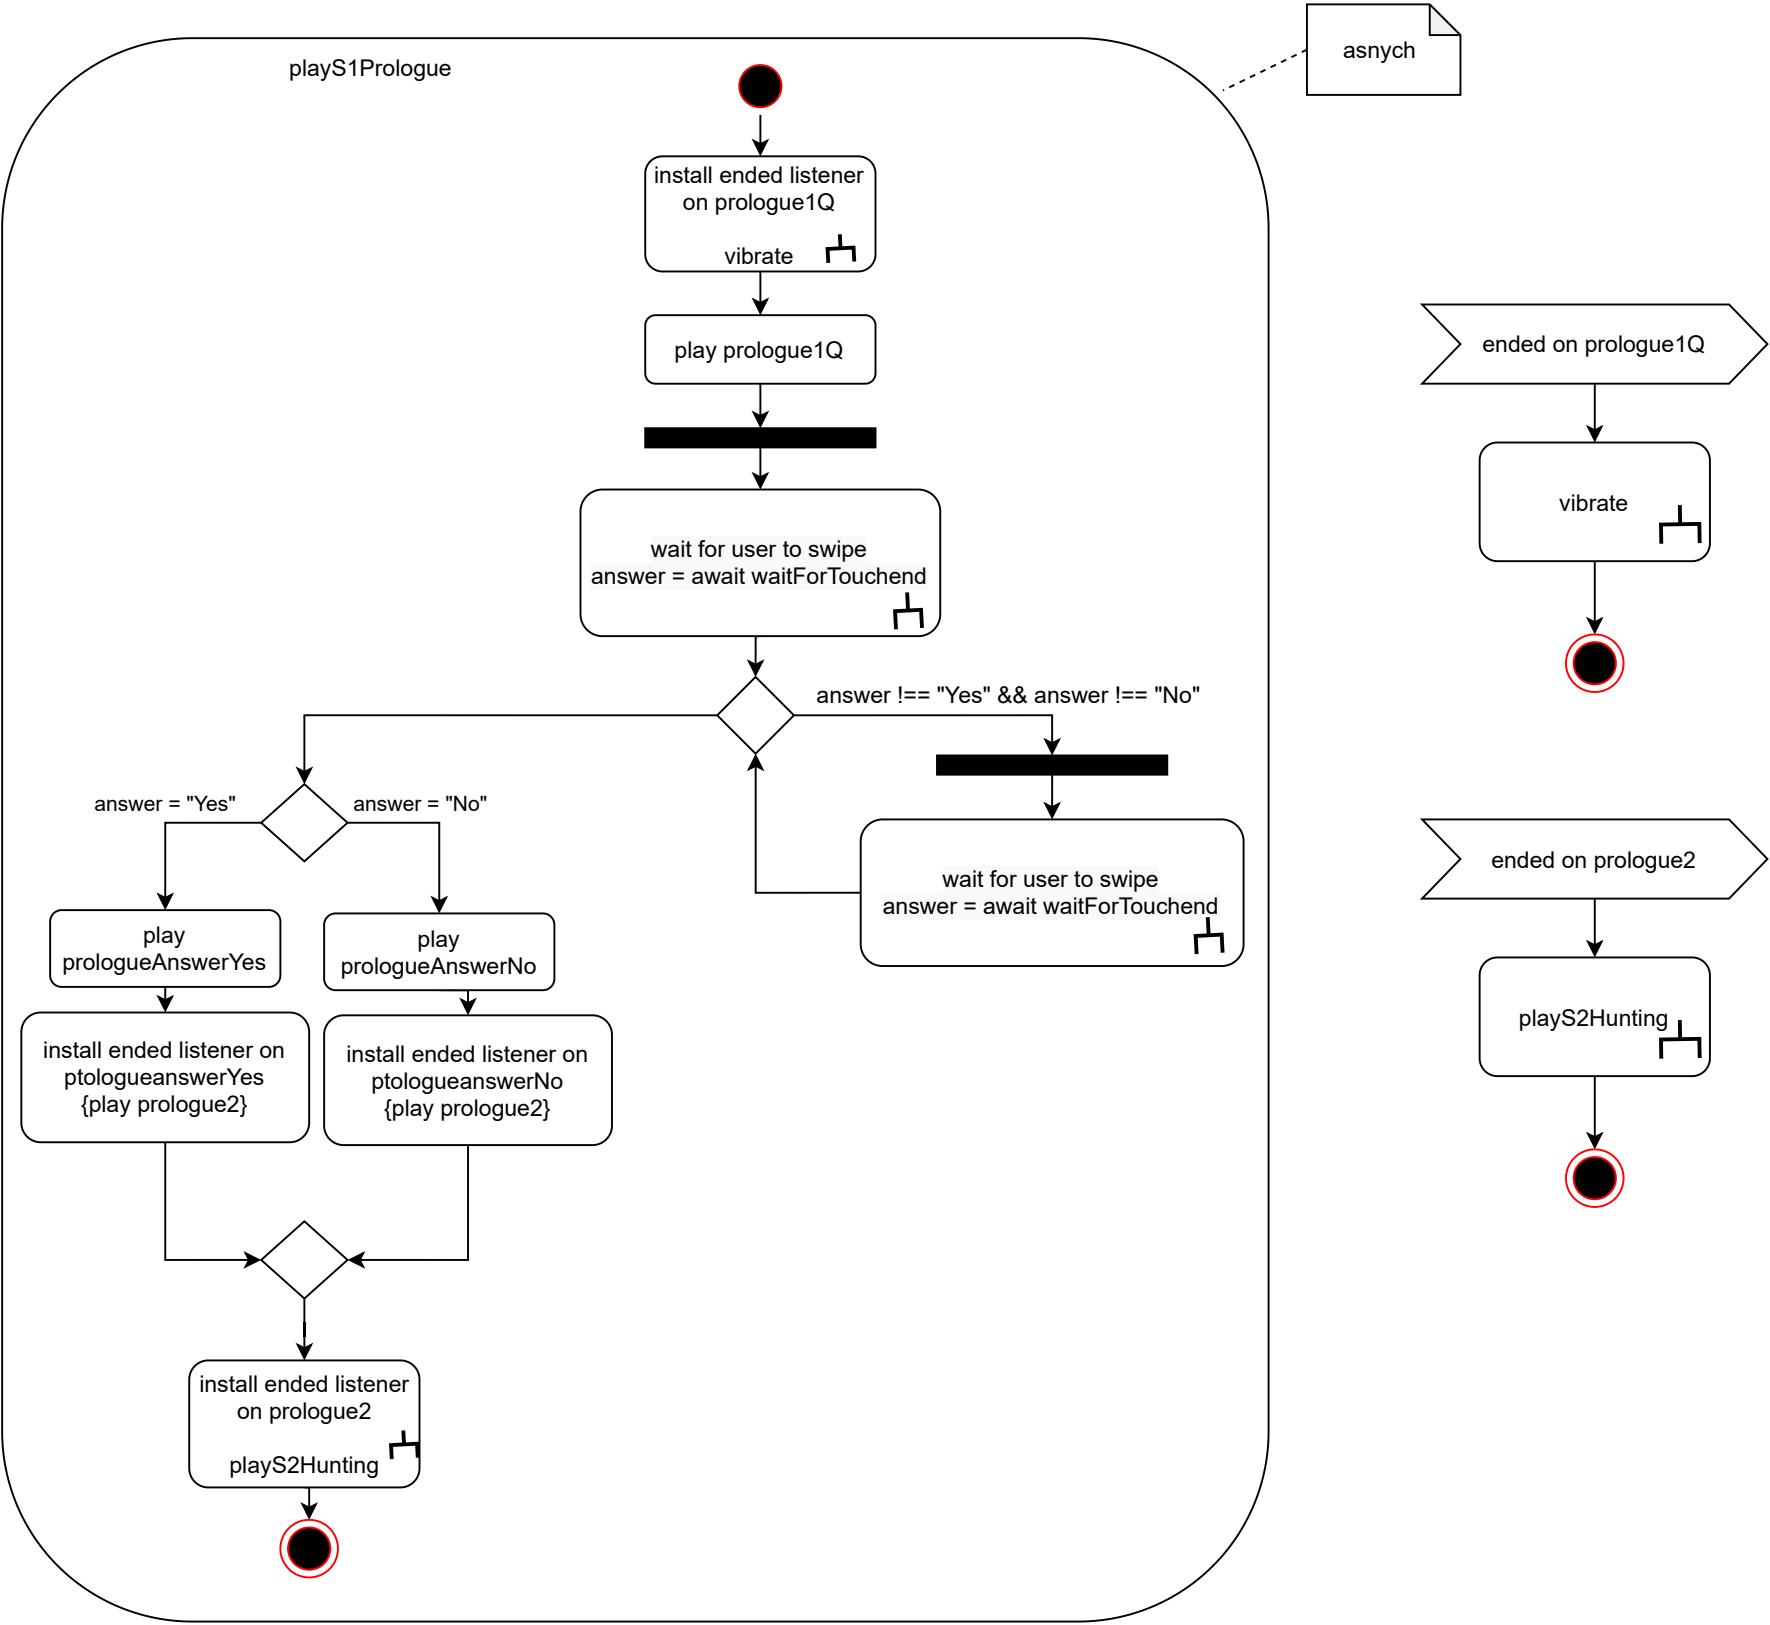 playS1Prologue
asnych
install ended listener
on prologue1Q
vibrate
play prologue1Q
wait for user to swipe
answer = await waitForTouchend
answer !== "Yes" && answer !== "No"
wait for user to swipe
answer = await waitForTouchend
answer = "Yes"
answer = "No"
play
prologueAnswerYes
play
prologueAnswerNo
install ended listener on
ptologueanswerYes
{play prologue2}
install ended listener on
ptologueanswerNo
{play prologue2}
install ended listener
on prologue2
playS2Hunting
ended on prologue1Q
vibrate
ended on prologue2
playS2Hunting